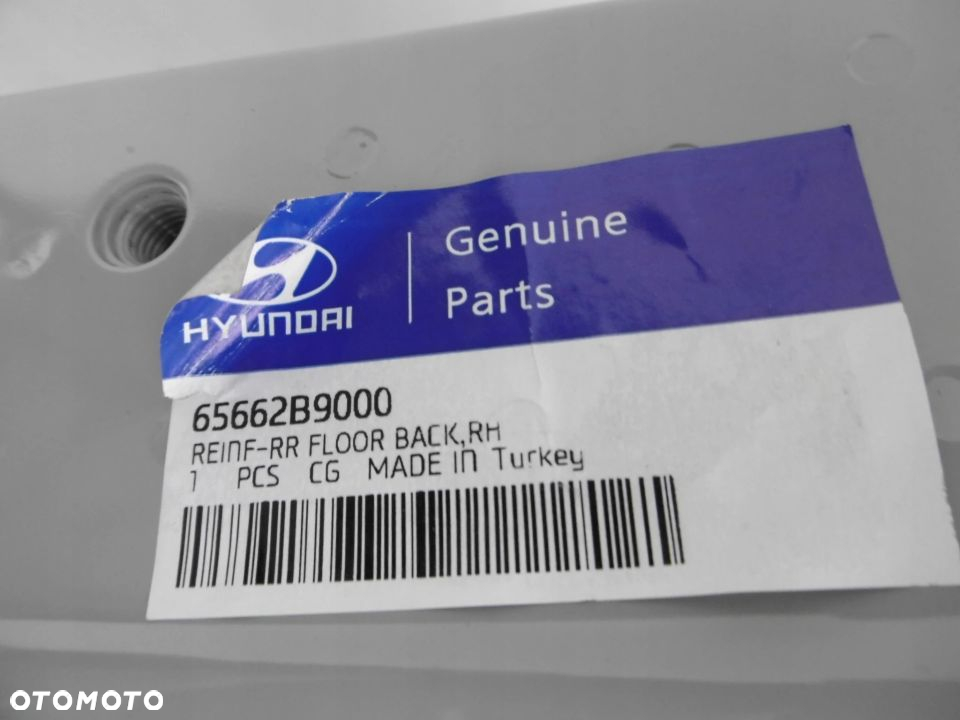 HYUNDAI
Genuine
Parts
65662B9000
REINF-RR FLOOR BACK,RH
1 PCS CG MADE IN Turkey
OTOMOTO